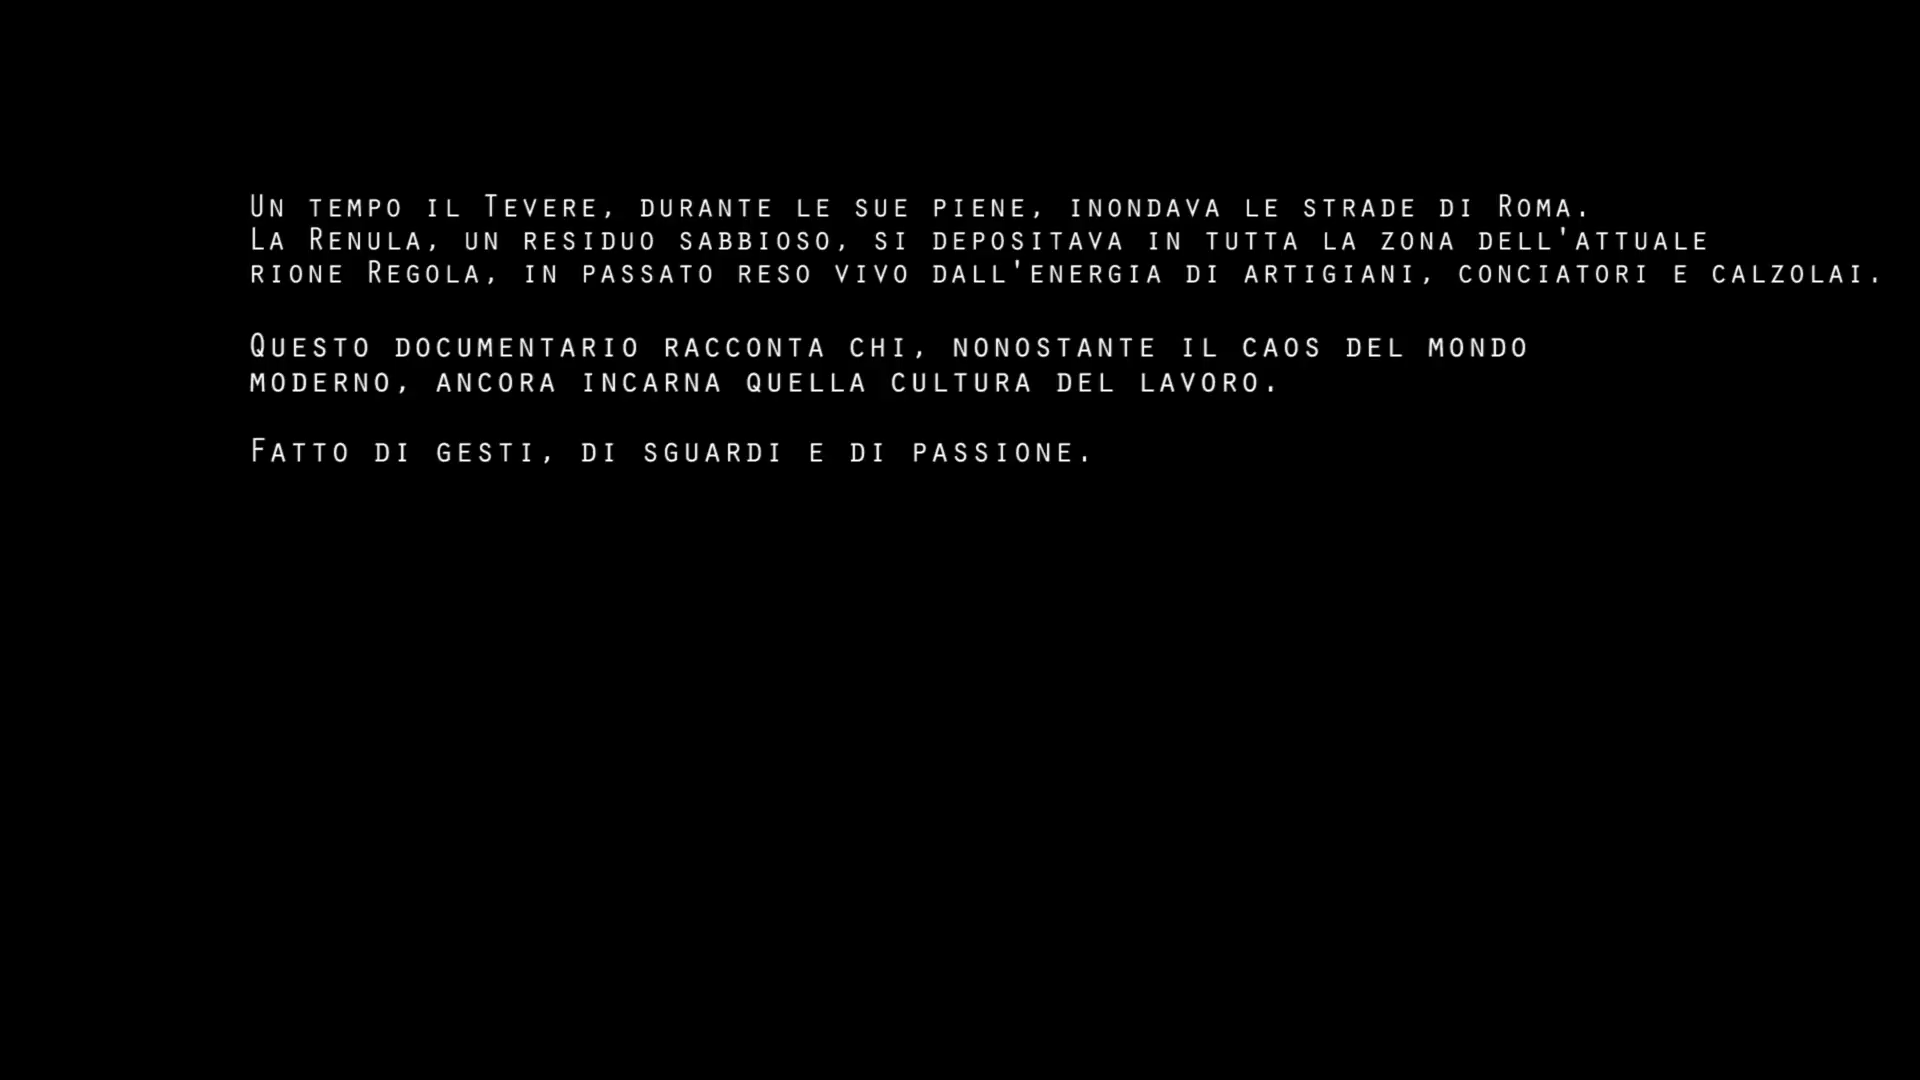 Un tempo il Tevere, durante le sue piene, inondava le strade di Roma.
La Renula, un residuo sabbioso, si depositava in tutta la zona dell'attuale
rione Regola, in passato reso vivo dall'energia di artigiani, conciatori e calzolai.
Questo documentario racconta chi, nonostante il caos del mondo
moderno, ancora incarna quella cultura del lavoro.
Fatto di gesti, di sguardi e di passione.